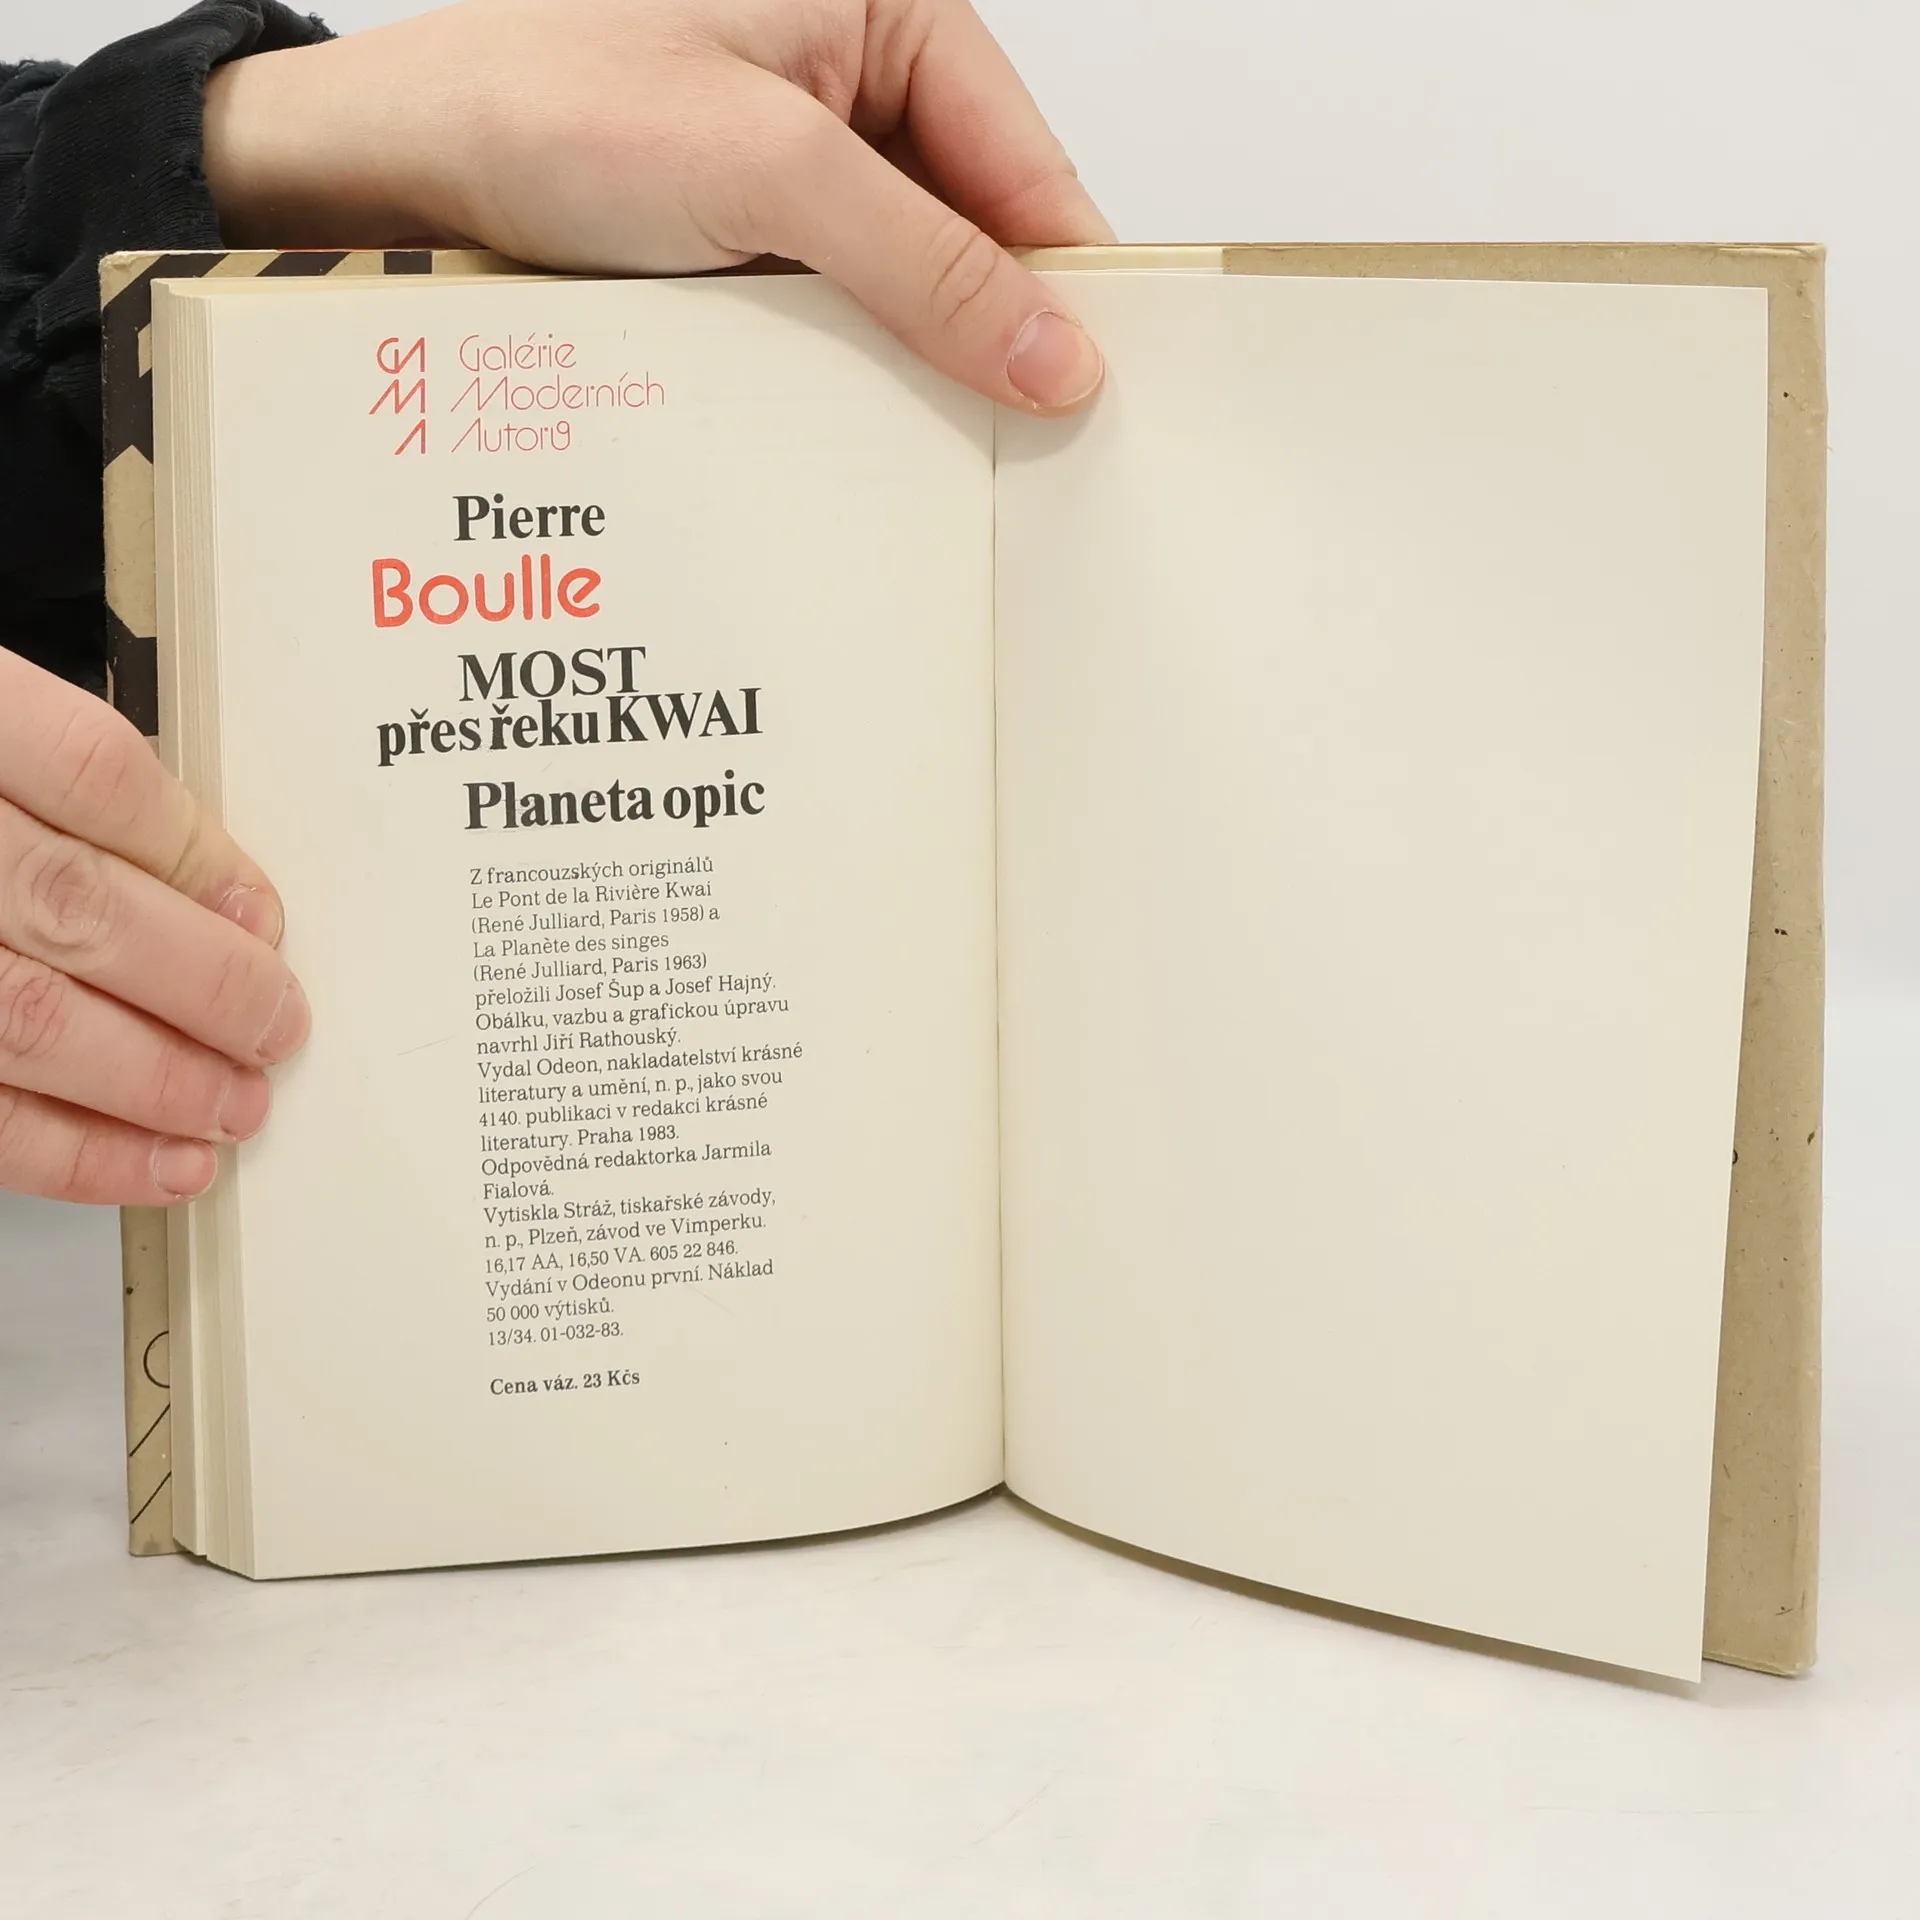 GMA Galérie
Moderních
Autorů
Pierre
Boulle
MOST
přes řeku KWAI
Planeta opic
Z francouzských originálů
Le Pont de la Rivière Kwai
(René Julliard, Paris 1958) a
La Planète des singes
(René Julliard, Paris 1963)
přeložili Josef Šup a Josef Hajný.
Obálku, vazbu a grafickou úpravu
navrhl Jiří Rathouský.
Vydal Odeon, nakladatelství krásné
literatury a umění, n. p., jako svou
4140. publikaci v redakci krásné
literatury. Praha 1983.
Odpovědná redaktorka Jarmila
Fialová.
Vytiskla Stráž, tiskařské závody,
n. p., Plzeň, závod ve Vimperku.
16,17 AA, 16,50 VA. 605 22 846.
Vydání v Odeonu první. Náklad
50 000 výtisků.
13/34. 01-032-83.
Cena váz. 23 Kčs